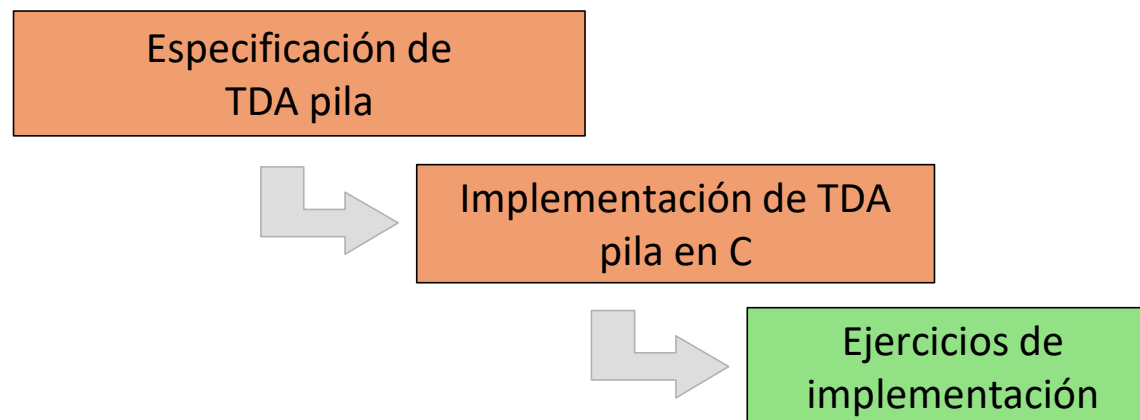 Especificación de
TDA pila
Implementación de TDA
pila en C
Ejercicios de
implementación